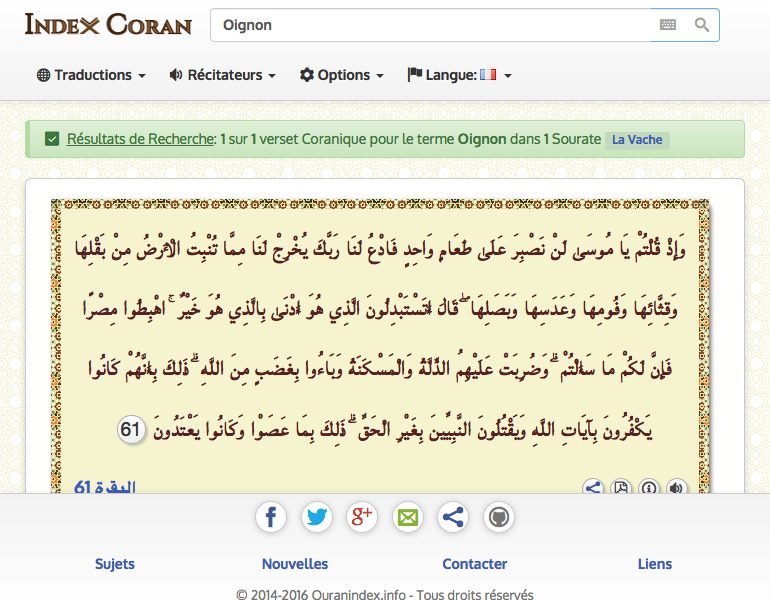 Index Coran
Oignon
Traductions
Récitateurs
Options
Langue:
Résultats de Recherche: 1 sur 1 verset Coranique pour le terme Oignon dans 1 Sourate La Vache
وَإِذْ قُلْتُمْ يَا مُوسَىٰ لَنْ نَصْبِرَ عَلَىٰ طَعَامٍ وَاحِدٍ فَادْعُ لَنَا رَبَّكَ يُخْرِجْ لَنَا مِمَّا تُنْبِتُ الْأَرْضُ مِنْ بَقْلِهَا
وَقِثَّائِهَا وَفُومِهَا وَعَدَسِهَا وَبَصَلِهَا ۖ قَالَ أَتَسْتَبْدِلُونَ الَّذِي هُوَ أَدْنَىٰ بِالَّذِي هُوَ خَيْرٌ ۚ اهْبِطُوا مِصْرًا
فَإِنَّ لَكُمْ مَا سَأَلْتُمْ ۗ وَضُرِبَتْ عَلَيْهِمُ الذِّلَّةُ وَالْمَسْكَنَةُ وَبَاءُوا بِغَضَبٍ مِنَ اللَّهِ ۗ ذَٰلِكَ بِأَنَّهُمْ كَانُوا
يَكْفُرُونَ بِآيَاتِ اللَّهِ وَيَقْتُلُونَ النَّبِيِّينَ بِغَيْرِ الْحَقِّ ۗ ذَٰلِكَ بِمَا عَصَوْا وَكَانُوا يَعْتَدُونَ 61
البقرة 61
Sujets
Nouvelles
Contacter
Liens
© 2014-2016 Quranindex.info - Tous droits réservés